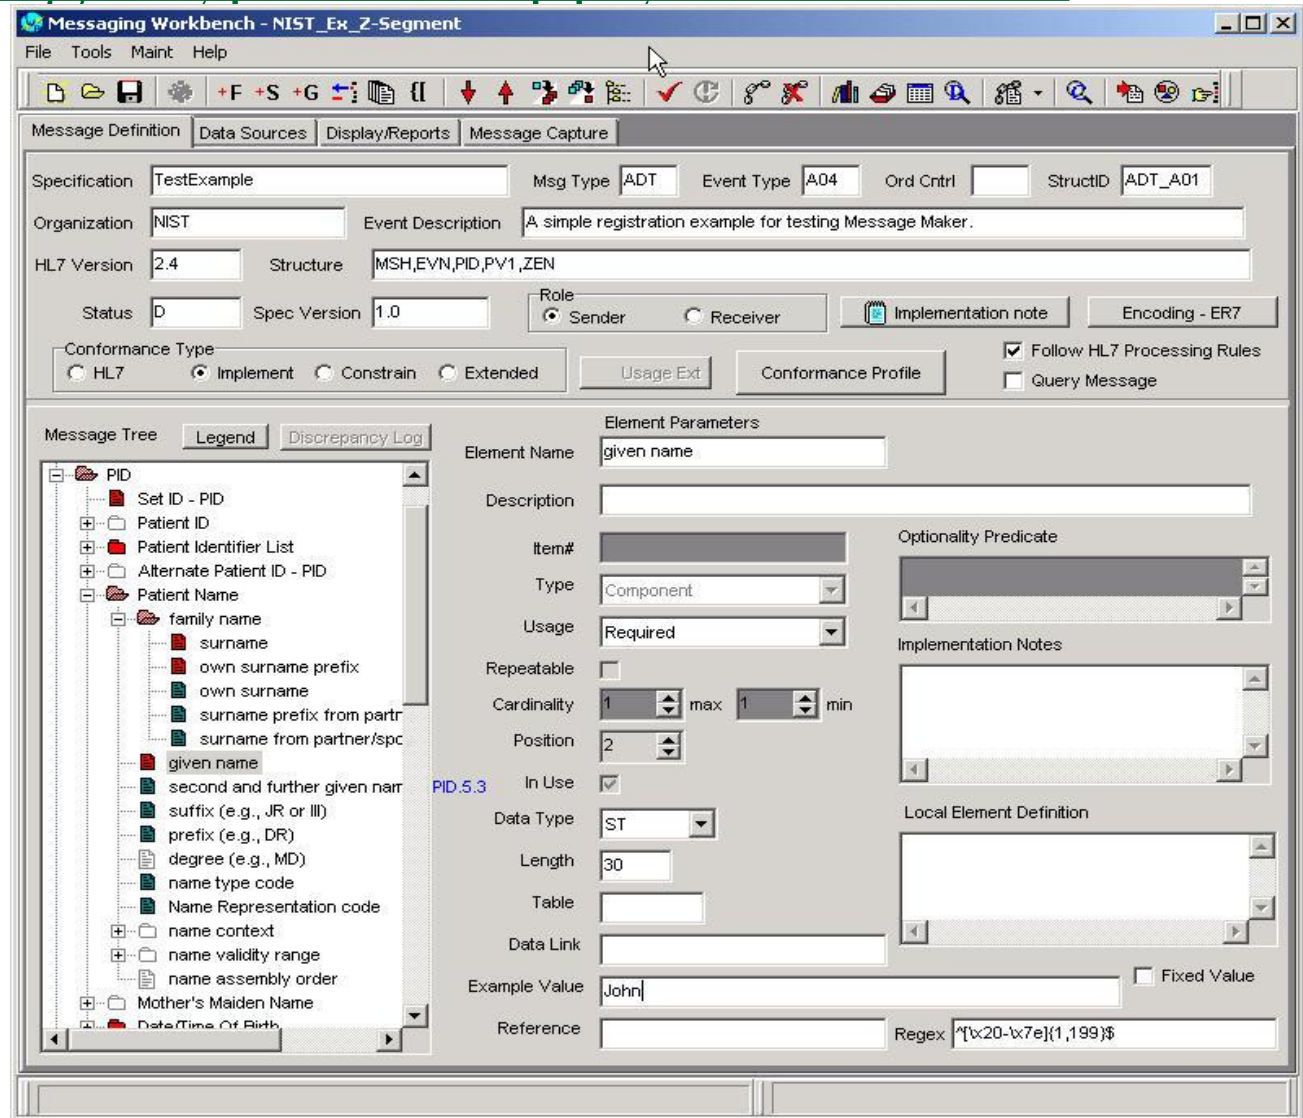 Messaging Workbench - NIST_Ex_Z-Segment
File Tools Maint Help
+F +S +G {[
Message Definition Data Sources Display/Reports Message Capture
Specification TestExample Msg Type ADT Event Type A04 Ord Cntrl StructID ADT_A01
Organization NIST Event Description A simple registration example for testing Message Maker.
HL7 Version 2.4 Structure MSH,EVN,PID,PV1,ZEN
Role
Status D Spec Version 1.0 Sender Receiver Implementation note Encoding - ER7
Conformance Type
HL7 Implement Constrain Extended Usage Ext Conformance Profile
Follow HL7 Processing Rules
Query Message
Message Tree Legend Discrepancy Log
PID
Set ID - PID
Patient ID
Patient Identifier List
Alternate Patient ID - PID
Patient Name
family name
surname
own surname prefix
own surname
surname prefix from partr
surname from partner/spc
given name
second and further given nam
suffix (e.g., JR or III)
prefix (e.g., DR)
degree (e.g., MD)
name type code
Name Representation code
name context
name validity range
name assembly order
Mother's Maiden Name
Date/Time Of Birth
Element Parameters
Element Name given name
Description
Item#
Type Component
Usage Required
Repeatable
Cardinality 1 max 1 min
Position 2
PID.5.3 In Use
Data Type ST
Length 30
Table
Data Link
Example Value John
Reference
Optionality Predicate
Implementation Notes
Local Element Definition
Fixed Value
Regex ^[\x20-\x7e]{1,199}$